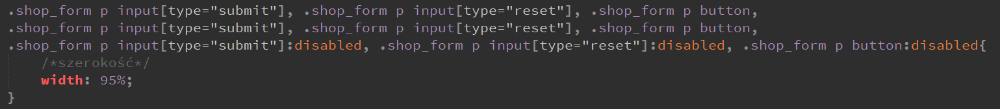 .shop_form p input[type="submit"], .shop_form p input[type="reset"], .shop_form p button,
.shop_form p input[type="submit"], .shop_form p input[type="reset"], .shop_form p button,
.shop_form p input[type="submit"]:disabled, .shop_form p input[type="reset"]:disabled, .shop_form p button:disabled{
    /*szerokość*/
    width: 95%;
}